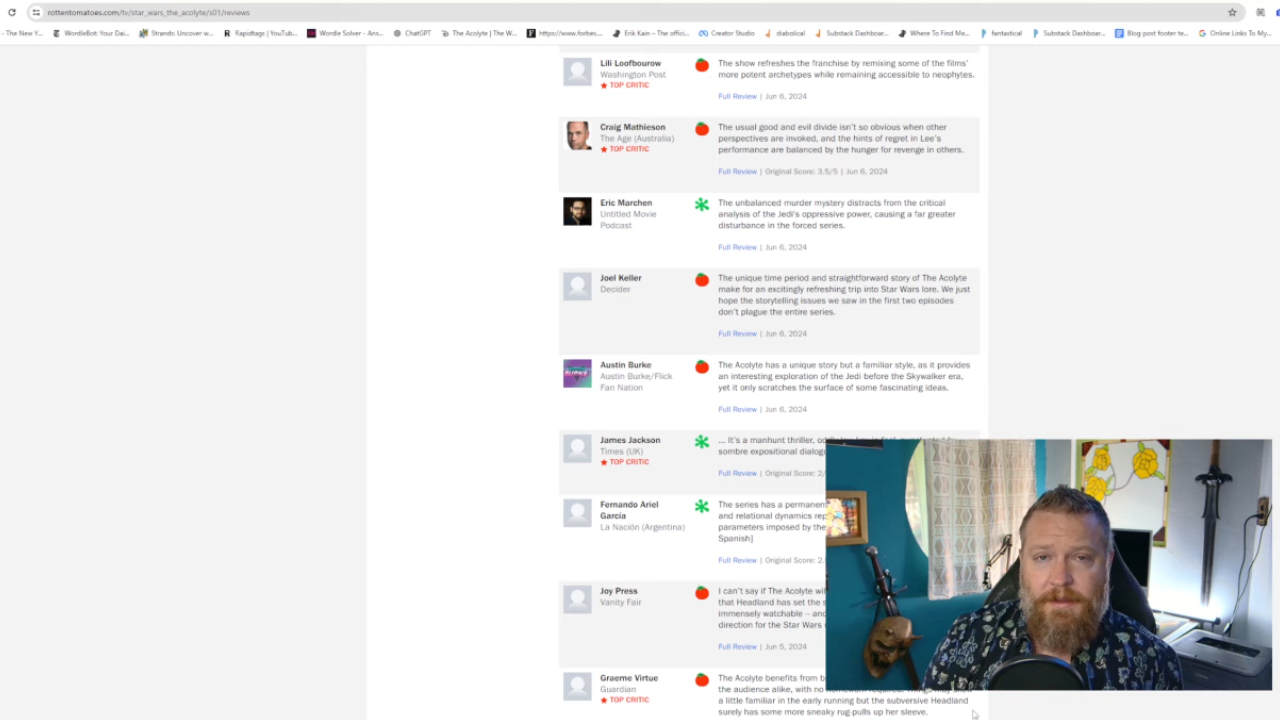 rottentomatoes.com/tv/star_wars_the_acolyte/s01/reviews
- The New Y... WordleBot: Your Dai... Strands: Uncover w... Rapidtags | YouTub... Wordle Solver - Ans... ChatGPT The Acolyte | The W... https://www.forbes... Erik Kain – The offici... Creator Studio diabolical Substack Dashboar... Where To Find Me... fantastical Substack Dashboar... Blog post footer te... Online Links To My...
Lili Loofbourow
Washington Post
★ TOP CRITIC
The show refreshes the franchise by remixing some of the films'
more potent archetypes while remaining accessible to neophytes.
Full Review | Jun 6, 2024
Craig Mathieson
The Age (Australia)
★ TOP CRITIC
The usual good and evil divide isn't so obvious when other
perspectives are invoked, and the hints of regret in Lee's
performance are balanced by the hunger for revenge in others.
Full Review | Original Score: 3.5/5 | Jun 6, 2024
Eric Marchen
Untitled Movie
Podcast
The unbalanced murder mystery distracts from the critical
analysis of the Jedi's oppressive power, causing a far greater
disturbance in the forced series.
Full Review | Jun 6, 2024
Joel Keller
Decider
The unique time period and straightforward story of The Acolyte
make for an excitingly refreshing trip into Star Wars lore. We just
hope the storytelling issues we saw in the first two episodes
don't plague the entire series.
Full Review | Jun 6, 2024
Austin Burke
Austin Burke/Flick
Fan Nation
The Acolyte has a unique story but a familiar style, as it provides
an interesting exploration of the Jedi before the Skywalker era,
yet it only scratches the surface of some fascinating ideas.
Full Review | Jun 6, 2024
James Jackson
Times (UK)
★ TOP CRITIC
... It's a manhunt thriller,
sombre expositional
Full Review | Original Score: 2/
Fernando Ariel
García
La Nación (Argentina)
The series has a
and relational dynamics
parameters imposed by the
Spanish]
Full Review | Original Score: 2.
Joy Press
Vanity Fair
I can't say if The Acolyte
that Headland has set the
immensely watchable --
direction for the Star Wars
Full Review | Jun 5, 2024
Graeme Virtue
Guardian
★ TOP CRITIC
The Acolyte benefits from
the audience alike, with no
a little familiar in the early running but the subversive Headland
surely has some more sneaky rug-pulls up her sleeve.